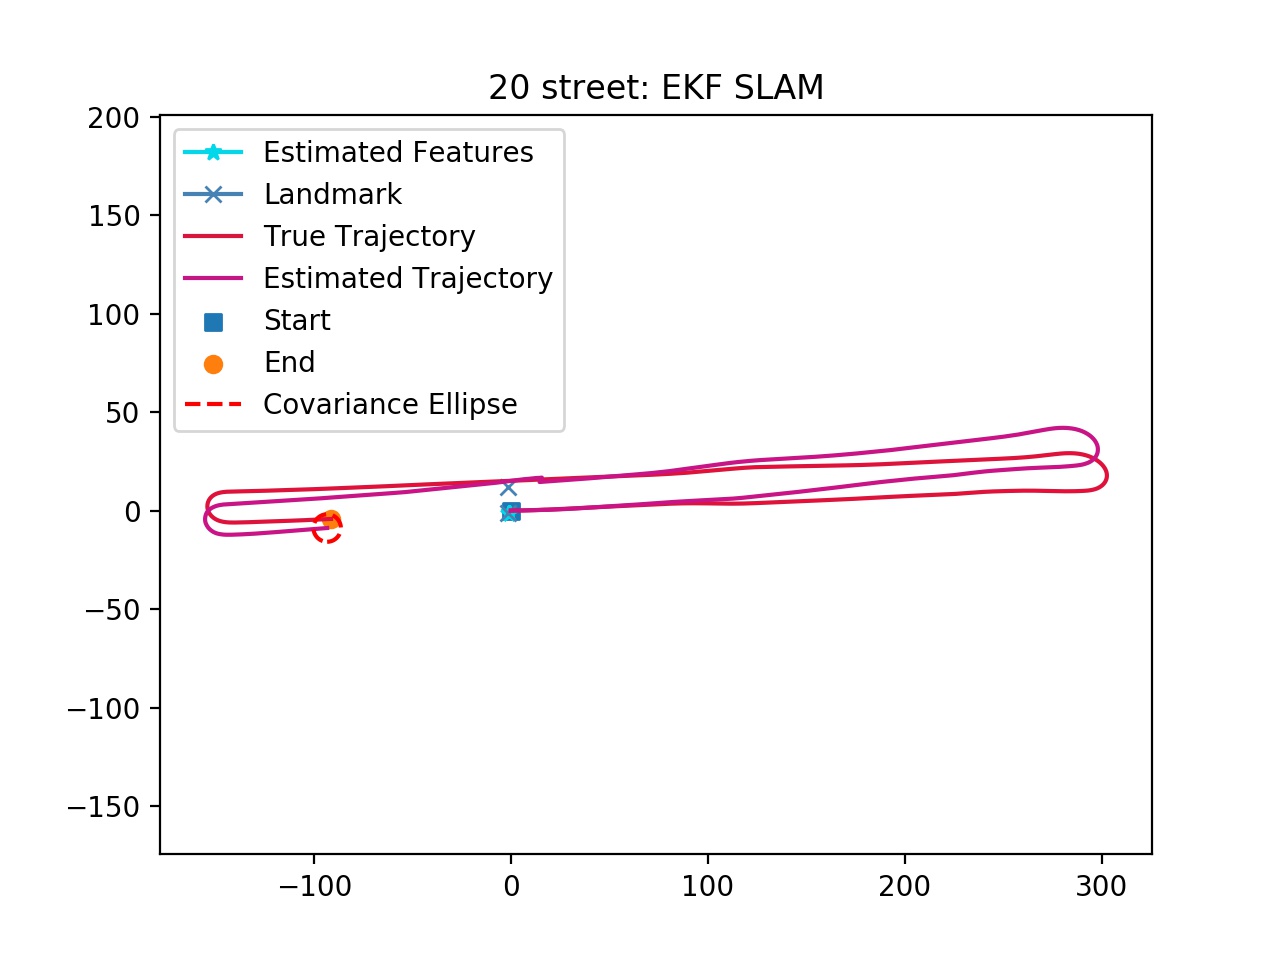 20 street: EKF SLAM
200
150
100
50
0
−50
−100
−150
Estimated Features
Landmark
True Trajectory
Estimated Trajectory
Start
End
Covariance Ellipse
−100 0 100 200 300